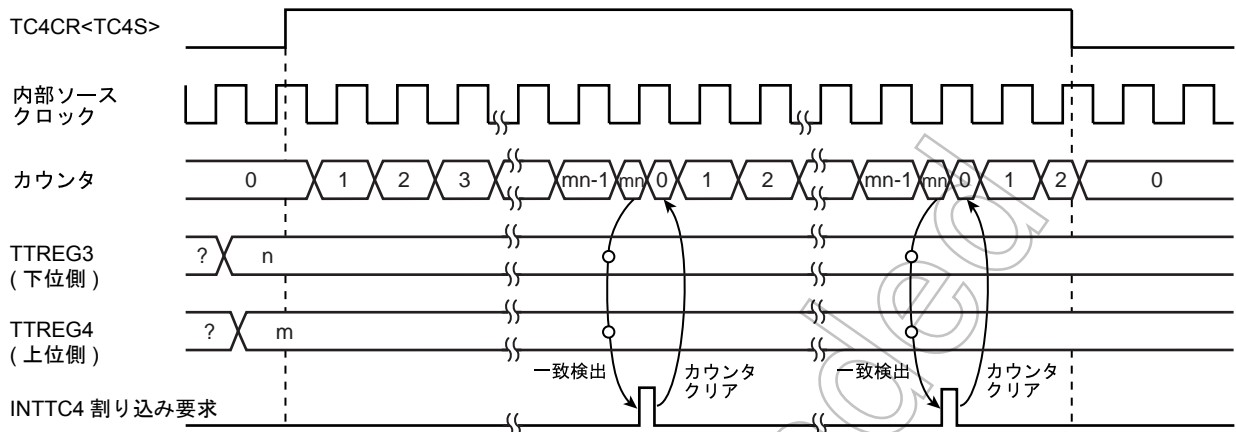 TC4CR<TC4S>
内部ソース
クロック
カウンタ
0 1 2 3 mn-1 mn 0 1 2 mn-1 mn 0 1 2 0
TTREG3
( 下位側 )
? n
TTREG4
( 上位側 )
? m
一致検出
カウンタ
クリア
一致検出
カウンタ
クリア
INTTC4 割り込み要求
ded